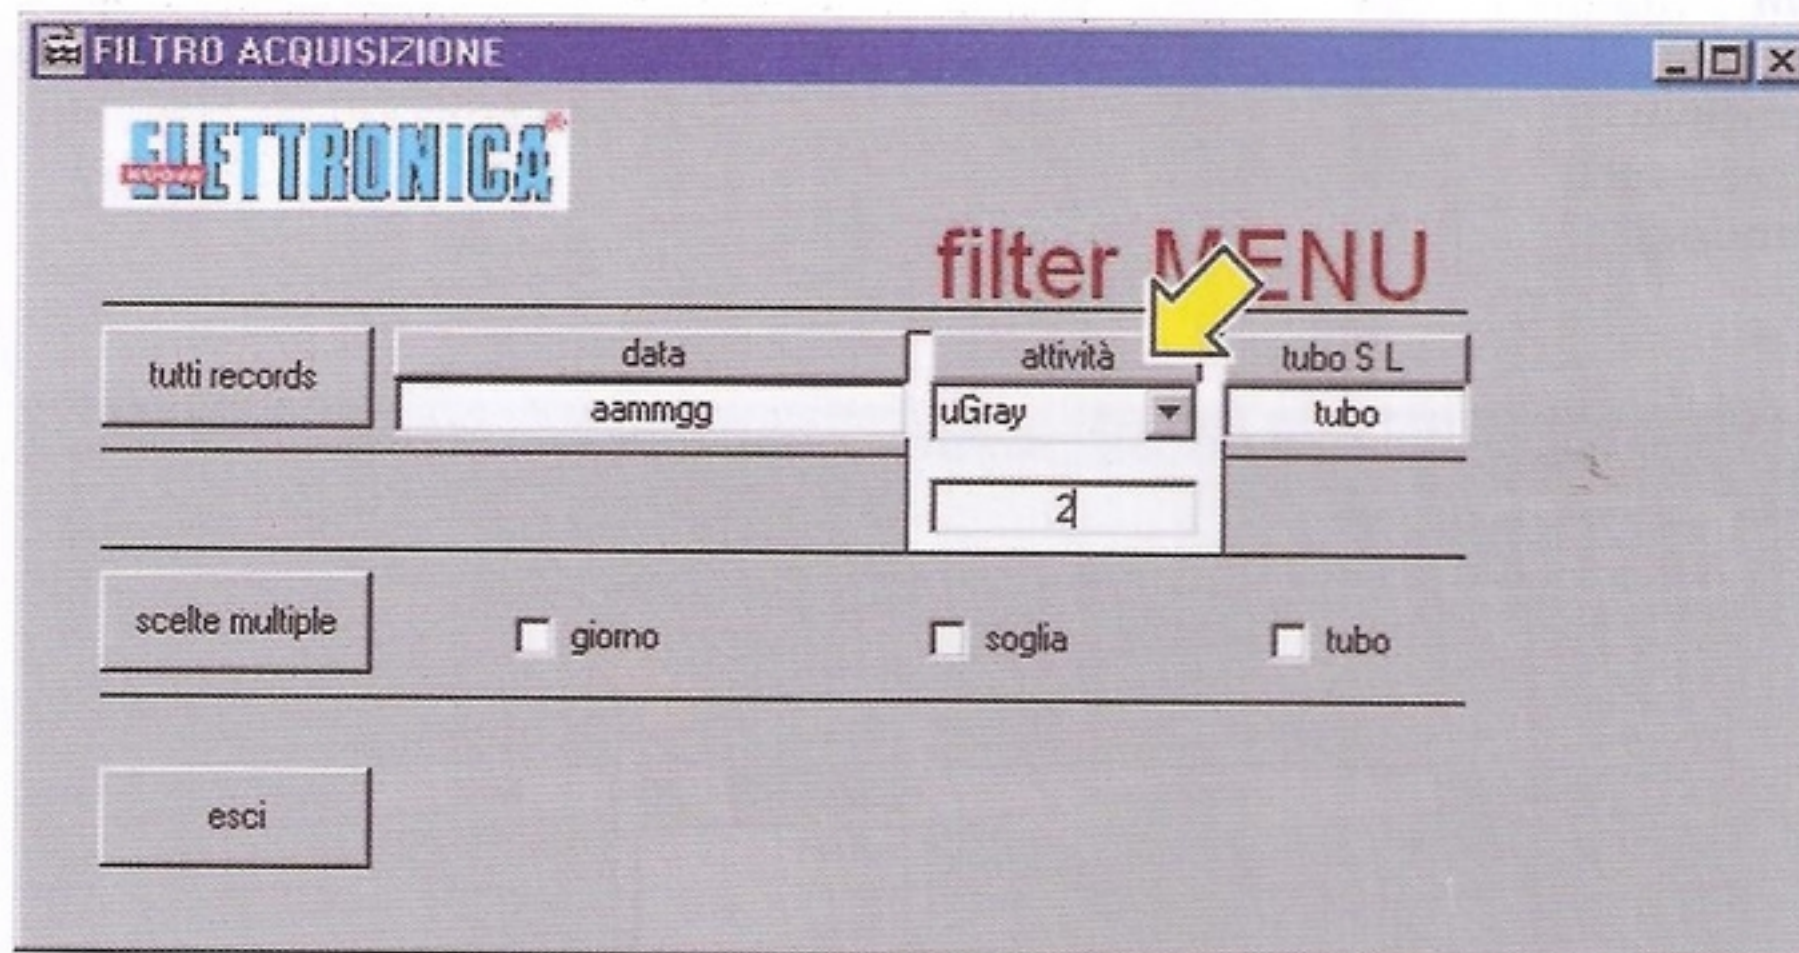 FILTRO ACQUISIZIONE
NUOVA
ELETTRONICA
filter MENU
tutti records
data
attività
tubo S L
aammgg
uGray
tubo
2
scelte multiple
giorno
soglia
tubo
esci